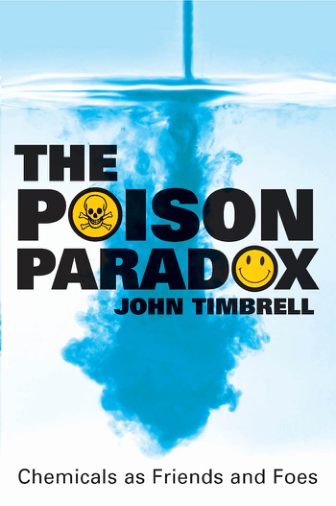 THE
POISON
PARADOX
JOHN TIMBRELL
Chemicals as Friends and Foes